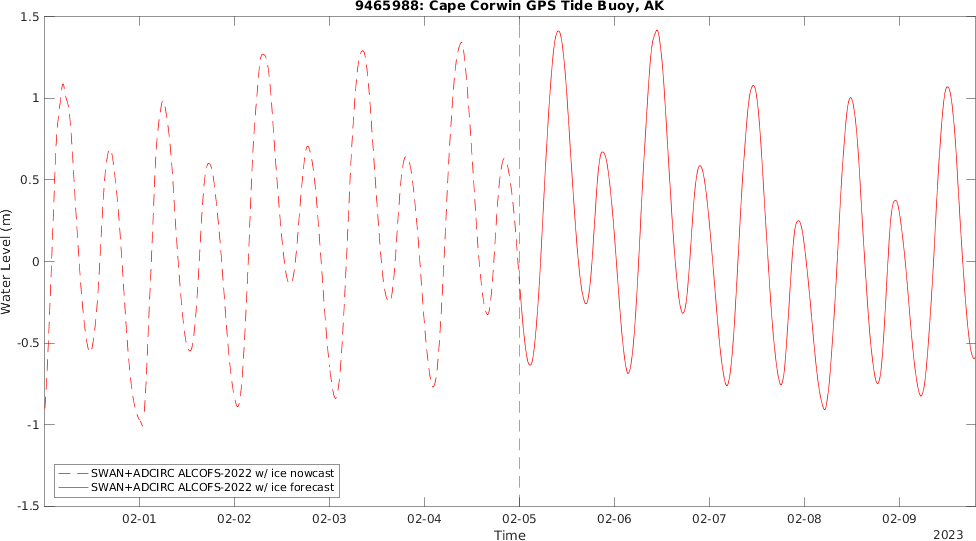 9465988: Cape Corwin GPS Tide Buoy, AK
1.5
1
0.5
0
-0.5
-1
-1.5
Water Level (m)
SWAN+ADCIRC ALCOFS-2022 w/ ice nowcast
SWAN+ADCIRC ALCOFS-2022 w/ ice forecast
02-01 02-02 02-03 02-04 02-05 02-06 02-07 02-08 02-09
Time
2023